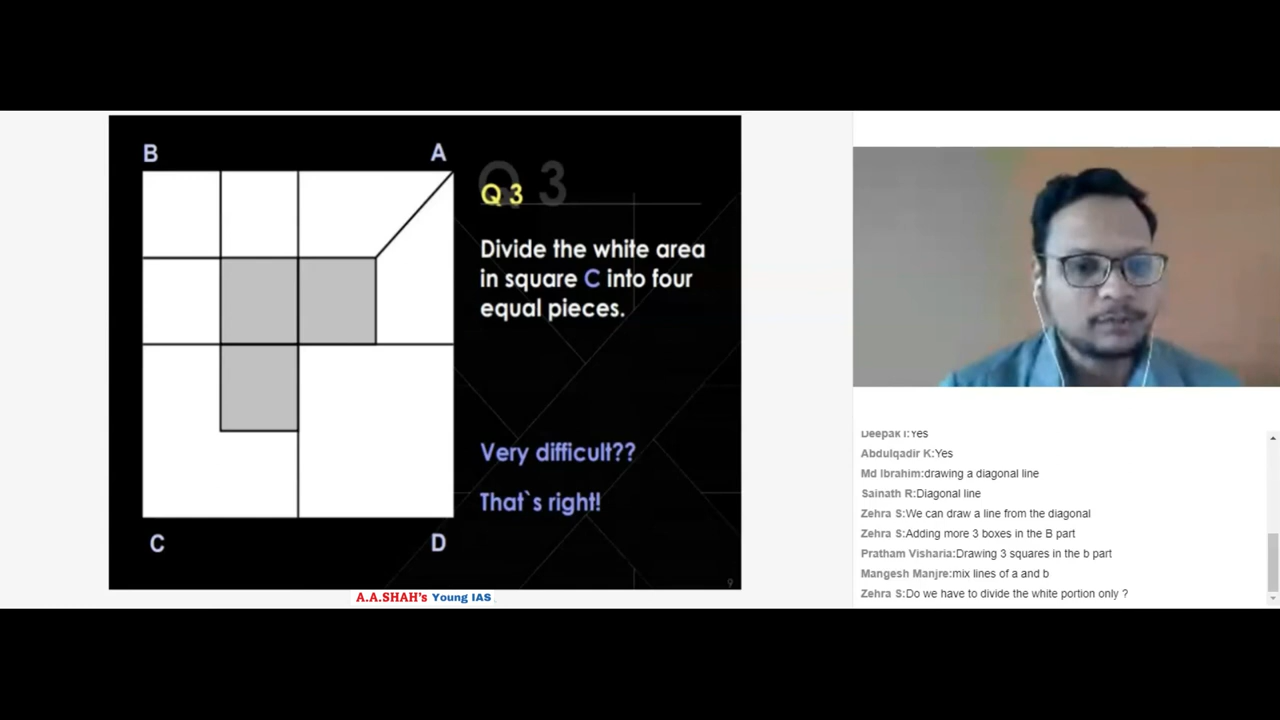 B
A
Q 3
Q 3
Divide the white area
in square C into four
equal pieces.
Very difficult??
That`s right!
C
D
9
A.A.SHAH's Young IAS
Deepak I:Yes
Abdulqadir K:Yes
Md Ibrahim:drawing a diagonal line
Sainath R:Diagonal line
Zehra S:We can draw a line from the diagonal
Zehra S:Adding more 3 boxes in the B part
Pratham Visharia:Drawing 3 squares in the b part
Mangesh Manjre:mix lines of a and b
Zehra S:Do we have to divide the white portion only ?